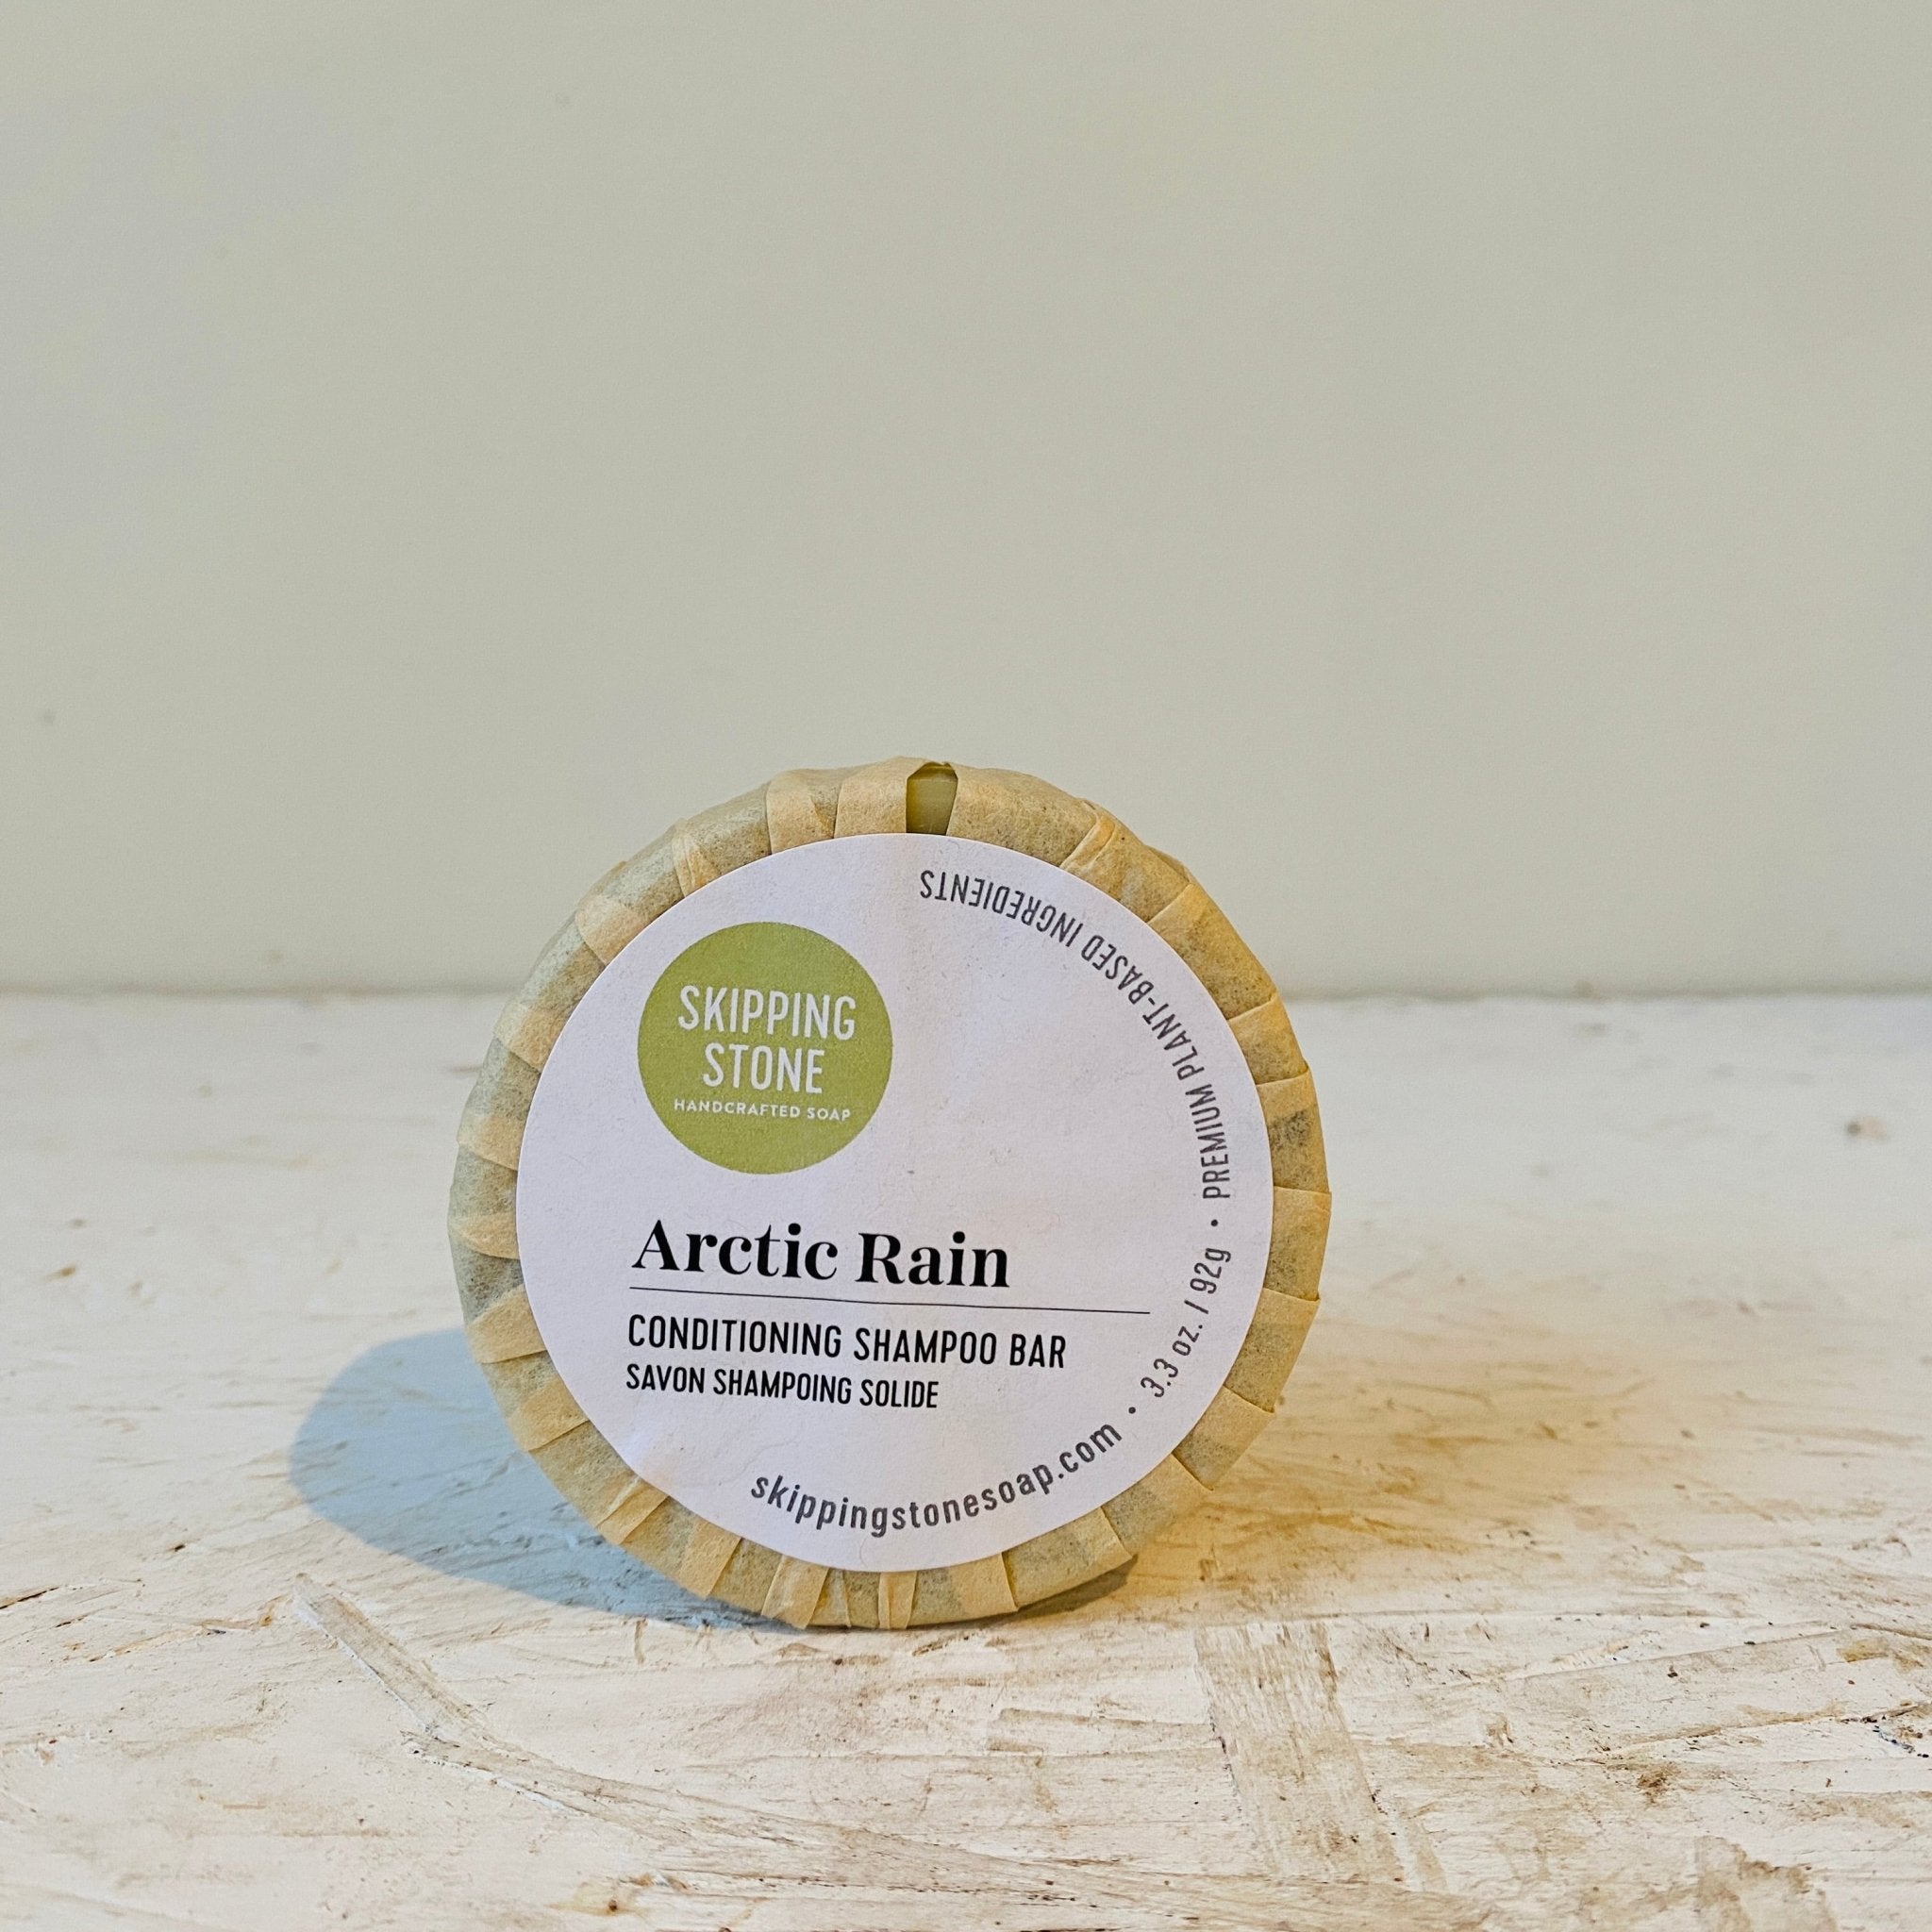 SKIPPING
STONE
HANDCRAFTED SOAP
Arctic Rain
CONDITIONING SHAMPOO BAR
SAVON SHAMPOING SOLIDE
skippingstonesoap.com • 3.3 oz. / 92g • PREMIUM PLANT-BASED INGREDIENTS